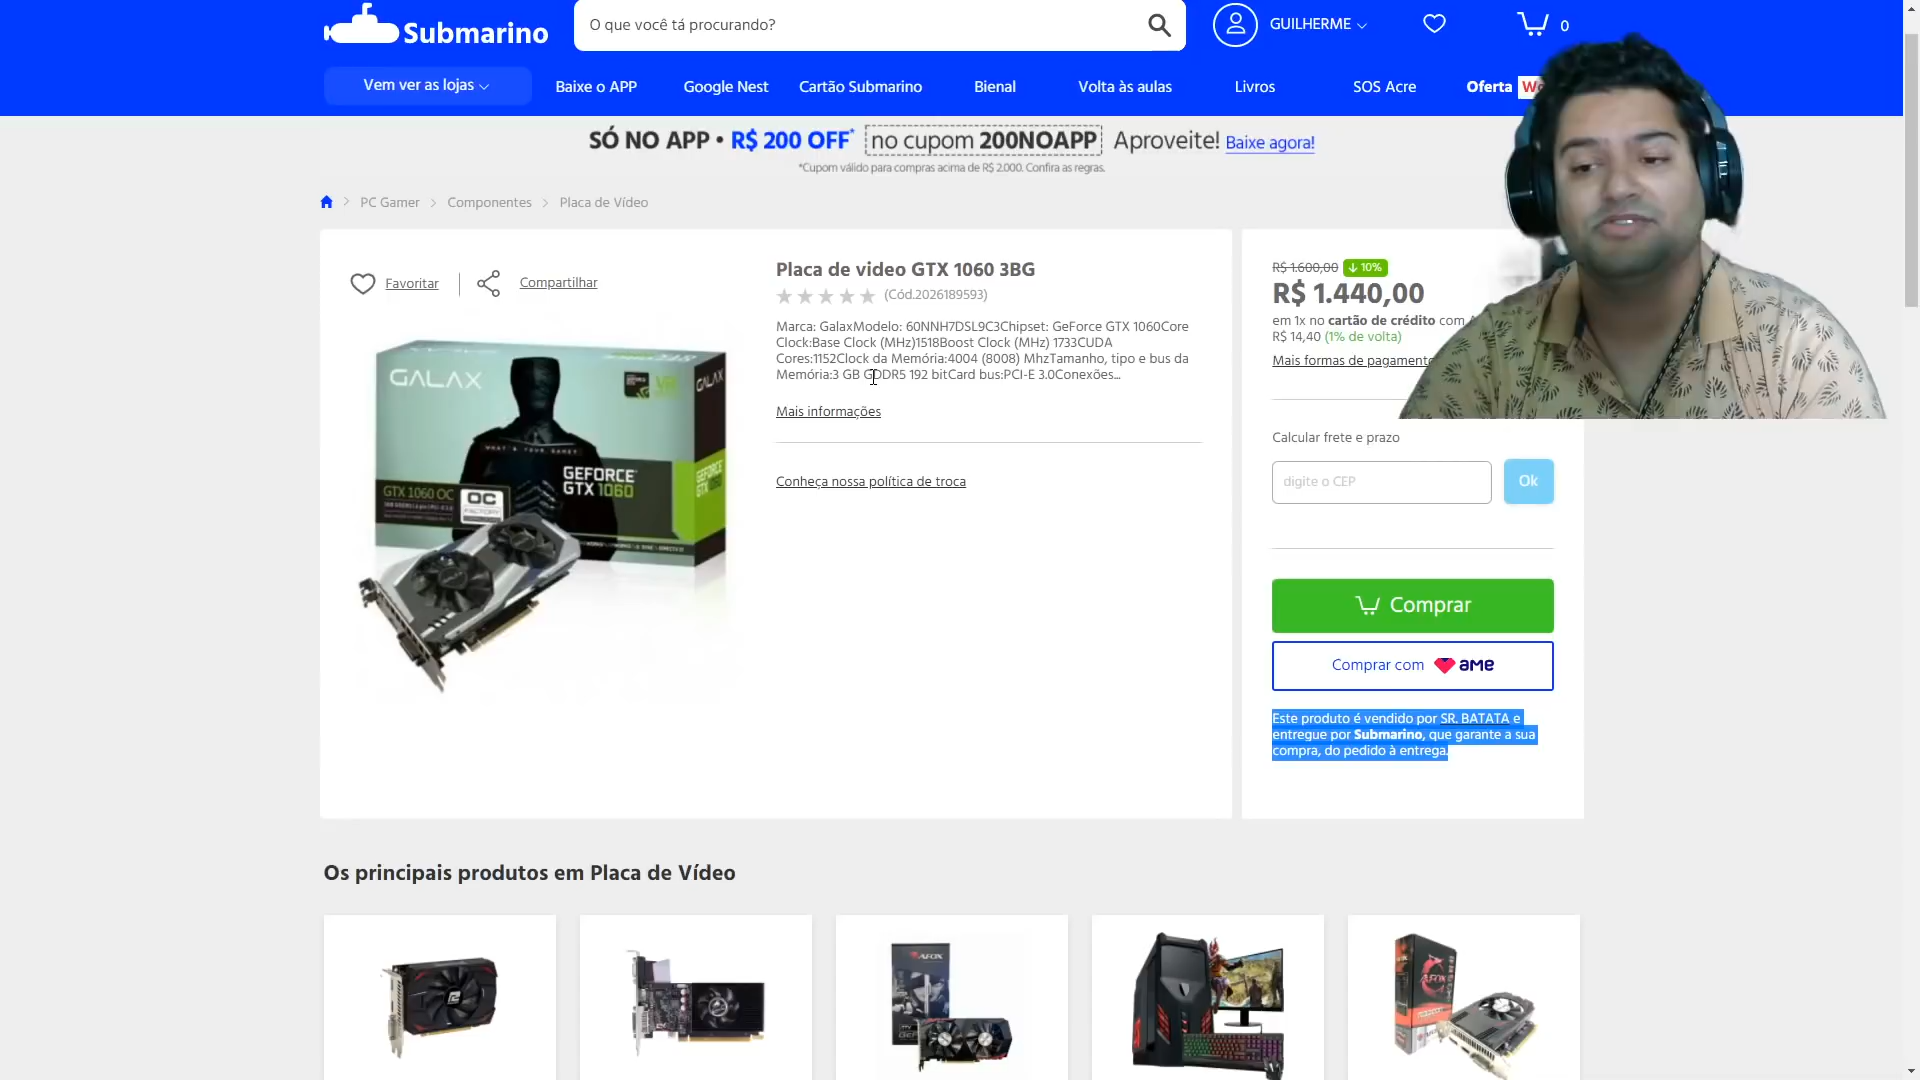 Submarino
O que você tá procurando?
GUILHERME
0
Vem ver as lojas
Baixe o APP
Google Nest
Cartão Submarino
Bienal
Volta às aulas
Livros
SOS Acre
Oferta
SÓ NO APP • R$ 200 OFF* no cupom 200NOAPP Aproveite! Baixe agora!
*Cupom válido para compras acima de R$ 2.000. Confira as regras.
PC Gamer > Componentes > Placa de Vídeo
Favoritar
Compartilhar
GALAX
GALAX
WHAT'S YOUR GAME?
GEFORCE
GTX 1060
GTX 1060 OC
OC
FACTORY
GEFORCE
Placa de video GTX 1060 3BG
(Cód.2026189593)
Marca: GalaxModelo: 60NNH7DSL9C3Chipset: GeForce GTX 1060Core
Clock:Base Clock (MHz)1518Boost Clock (MHz) 1733CUDA
Cores:1152Clock da Memória:4004 (8008) MhzTamanho, tipo e bus da
Memória:3 GB GDDR5 192 bitCard bus:PCI-E 3.0Conexões...
Mais informações
Conheça nossa política de troca
R$ 1.600,00 10%
R$ 1.440,00
em 1x no cartão de crédito com
R$ 14,40 (1% de volta)
Mais formas de pagamento
Calcular frete e prazo
digite o CEP
Ok
Comprar
Comprar com ame
Este produto é vendido por SR. BATATA e
entregue por Submarino, que garante a sua
compra, do pedido à entrega.
Os principais produtos em Placa de Vídeo
AFOX
AFOX